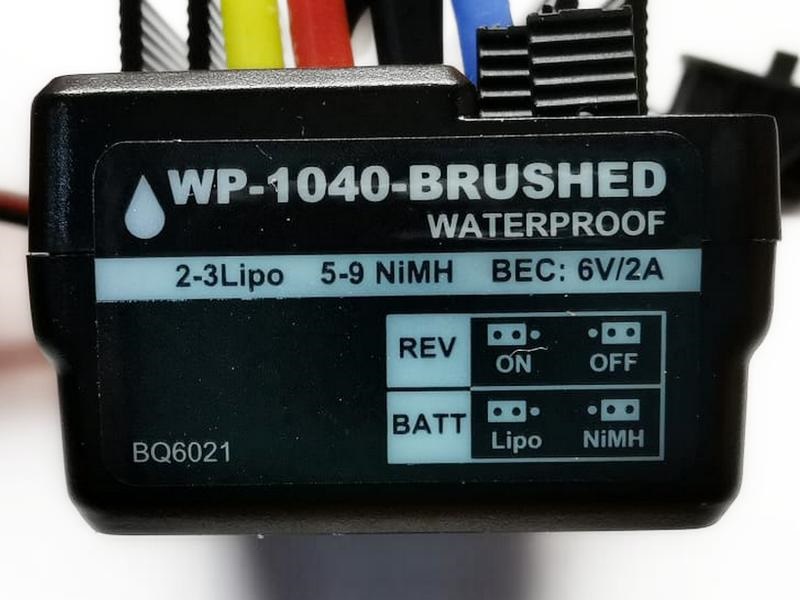 WP-1040-BRUSHED
WATERPROOF
2-3Lipo 5-9 NiMH BEC: 6V/2A
REV ON OFF
BATT Lipo NiMH
BQ6021